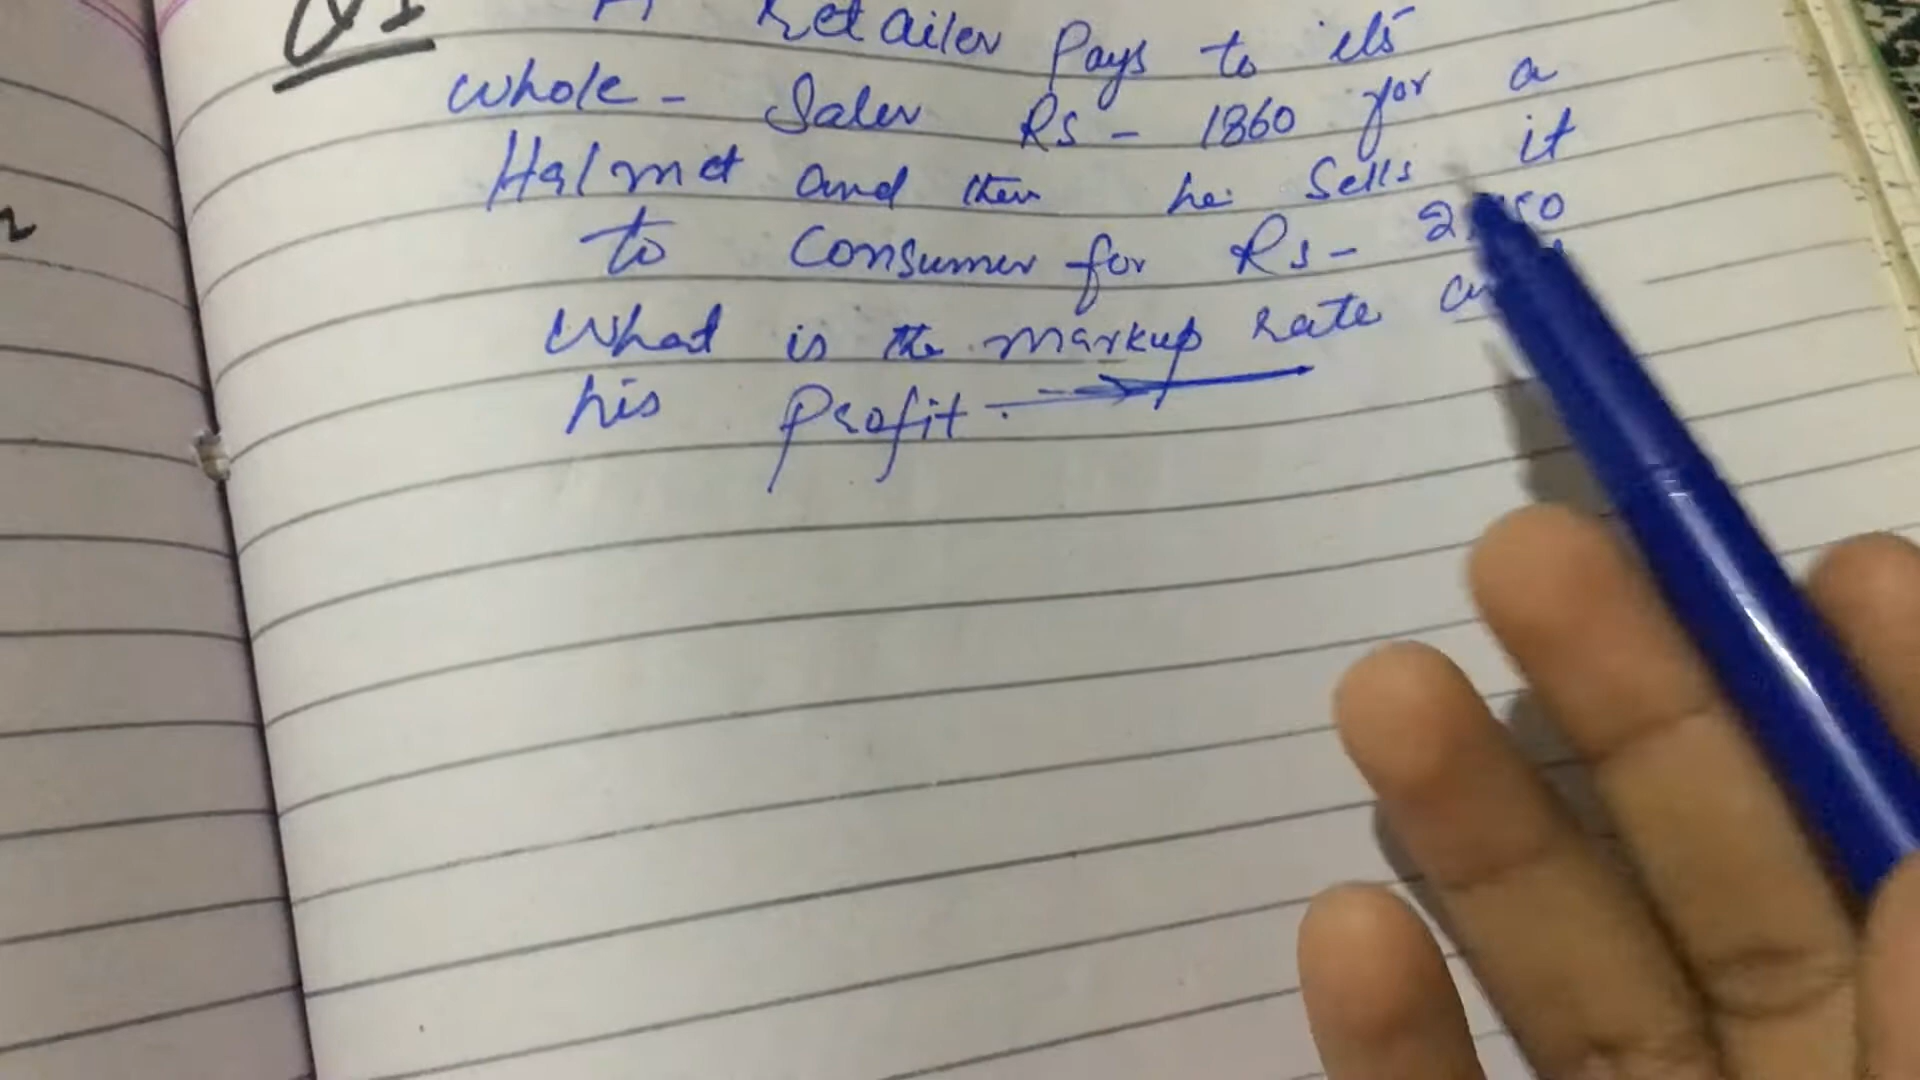 Q1 A Retailer Pays to its
whole - Saler Rs - 1860 for a
Halmet and then he Sells it
to Consumer for Rs -
What is the markup rate
his Profit.